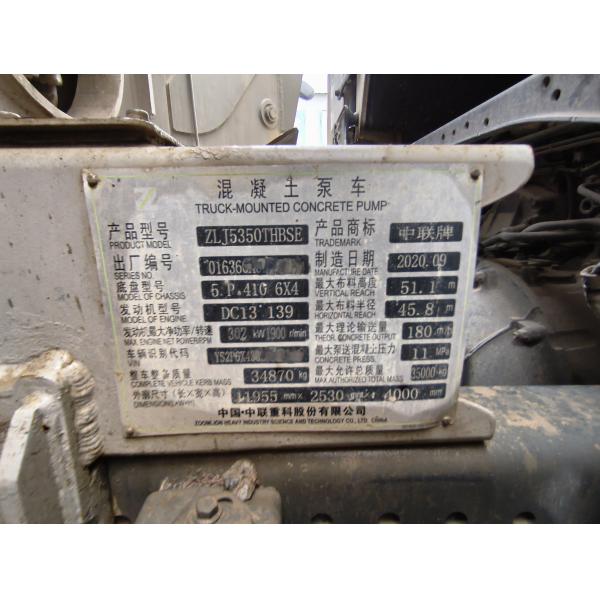 混凝土泵车
TRUCK-MOUNTED CONCRETE PUMP
产品型号 ZLJ5350THBSE 产品商标 中联牌
PRODUCT MODEL TRADEMARK
出厂编号 016360 制造日期 2020.09
SERIES NO. MANUFACTURE DATE
底盘型号 5.P.410 6X4 最大布料高度 51.1 m
MODEL OF CHASSIS VERTICAL REACH
发动机型号 DC13 139 最大布料半径 45.8 m
MODEL OF ENGINE HORIZONTAL REACH
发动机最大净功率/转速 302 kW1900 r/min 最大理论输送量 180 m³/h
MAX.ENGINE NET POWER/RPM THEOR.CONCRETE OUTPUT
车辆识别代码 YS2P6X4 最大泵送混凝土压力 11 MPa
VIN CONCRETE PRESSURE
整车整备质量 34870 kg 最大允许总质量 35000 kg
COMPLETE VEHICLE KERB MASS MAX AUTHORIZED TOTAL MASS
外廓尺寸(长×宽×高) 11955 mm× 2530 mm× 4000 mm
DIMENSIONS
中国·中联重科股份有限公司
ZOOMLION HEAVY INDUSTRY SCIENCE AND TECHNOLOGY CO., LTD. CHINA